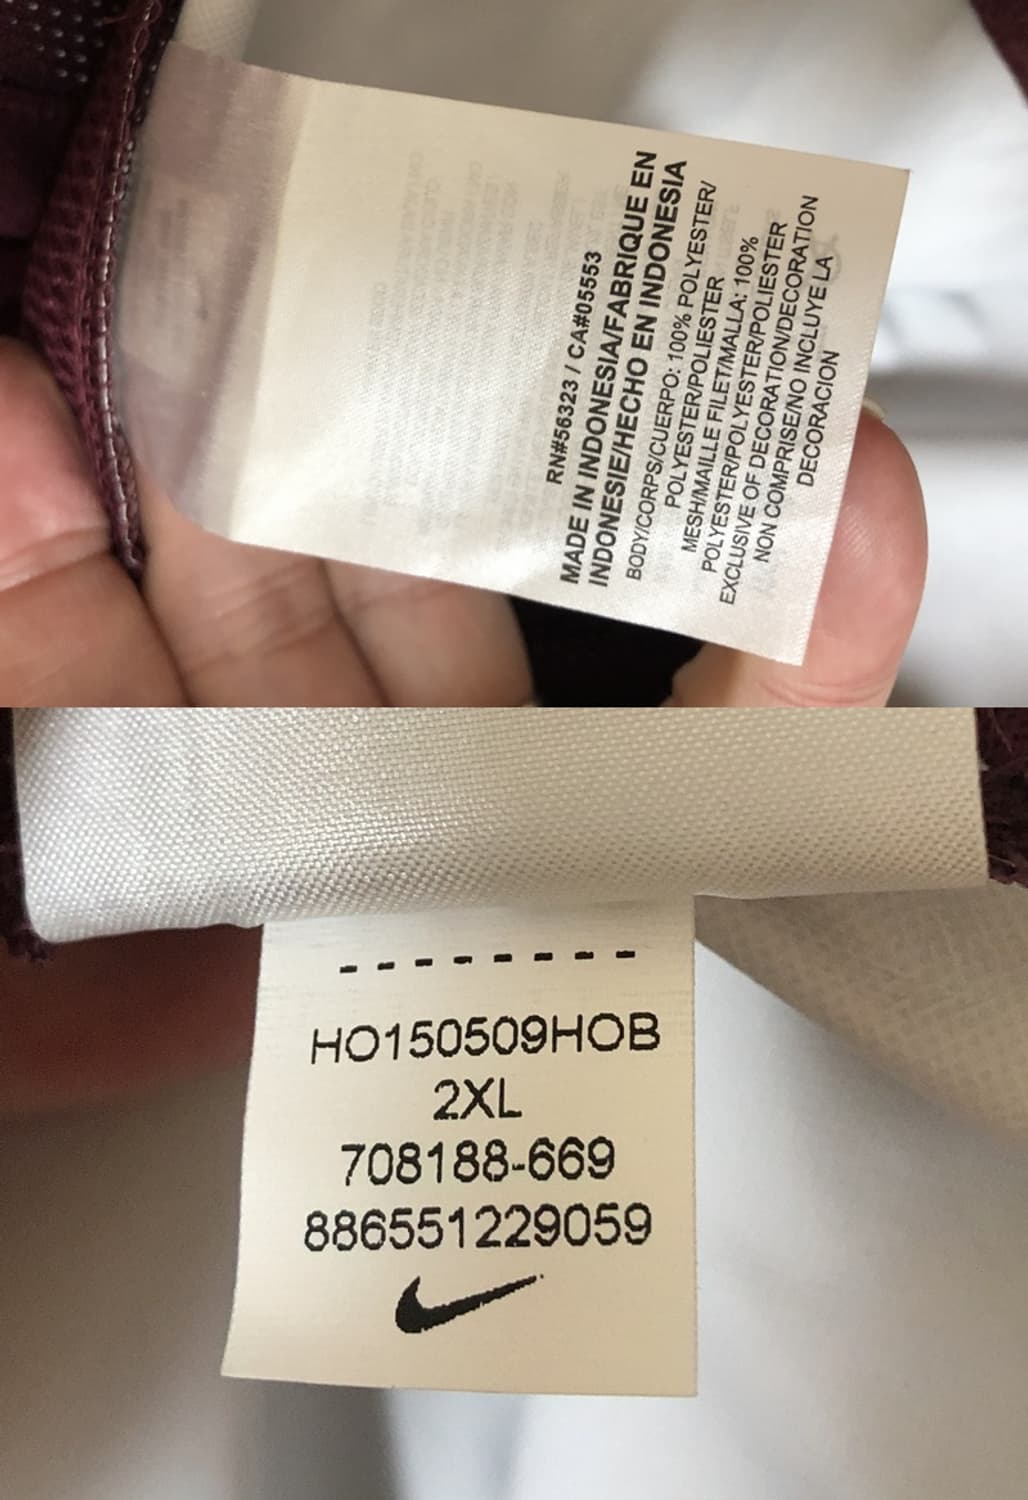 RN#56323 / CA#05553
MADE IN INDONESIA/FABRIQUE EN
INDONESIE/HECHO EN INDONESIA
BODY/CORPS/CUERPO: 100% POLYESTER/
POLYESTER/POLIESTER
MESH/MAILLE FILET/MALLA: 100%
POLYESTER/POLYESTER/POLIESTER
EXCLUSIVE OF DECORATION/DECORATION
NON COMPRISE/NO INCLUYE LA
DECORACION
--------
HO150509HOB
2XL
708188-669
886551229059